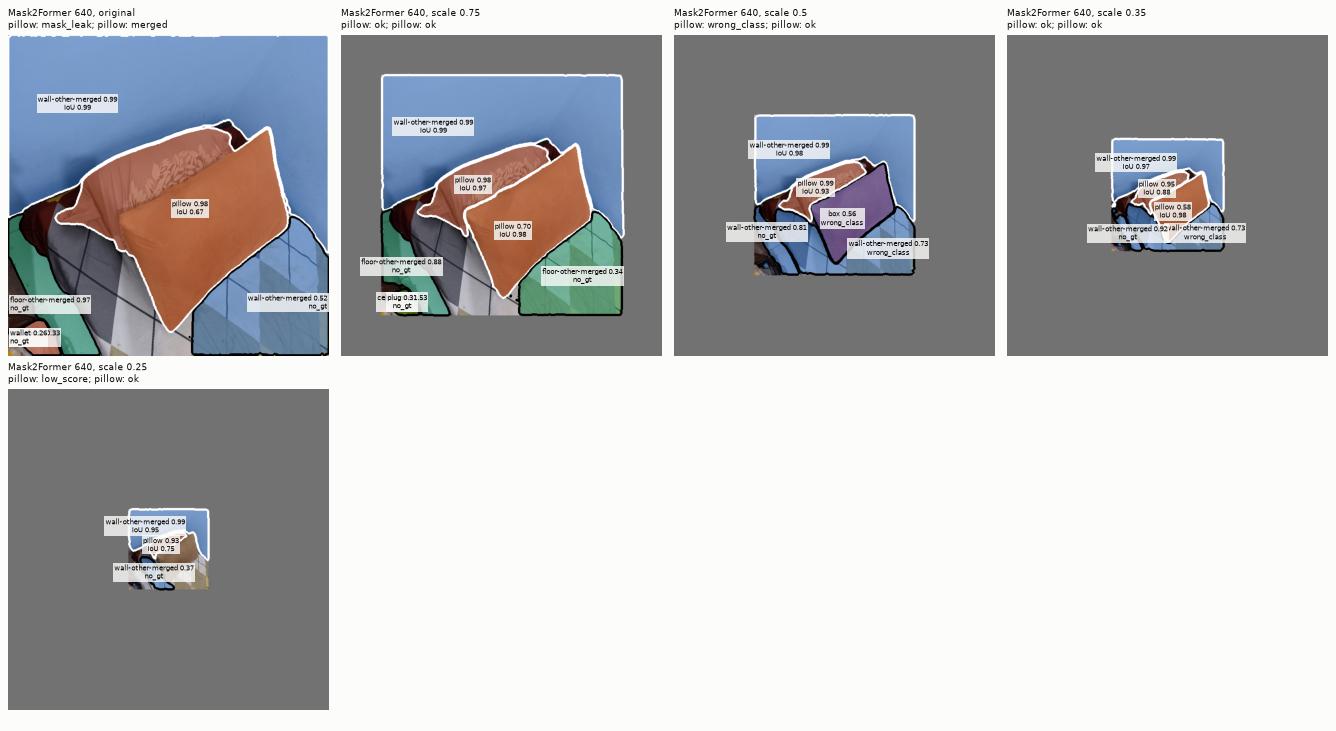 Mask2Former 640, original
pillow: mask_leak; pillow: merged
wall-other-merged 0.99
IoU 0.99
pillow 0.98
IoU 0.67
floor-other-merged 0.97
no_gt
wall-other-merged 0.52
no_gt
wallet 0.26
no_gt
Mask2Former 640, scale 0.75
pillow: ok; pillow: ok
wall-other-merged 0.99
IoU 0.99
pillow 0.98
IoU 0.97
pillow 0.70
IoU 0.98
floor-other-merged 0.88
no_gt
floor-other-merged 0.34
no_gt
no_gt
Mask2Former 640, scale 0.5
pillow: wrong_class; pillow: ok
wall-other-merged 0.99
IoU 0.98
pillow 0.99
IoU 0.93
box 0.56
wrong_class
wall-other-merged 0.81
no_gt
wall-other-merged 0.73
wrong_class
Mask2Former 640, scale 0.35
pillow: ok; pillow: ok
wall-other-merged 0.99
IoU 0.97
pillow 0.95
IoU 0.88
pillow 0.58
IoU 0.98
wall-other-merged 0.92
no_gt
wall-other-merged 0.73
wrong_class
Mask2Former 640, scale 0.25
pillow: low_score; pillow: ok
wall-other-merged 0.99
IoU 0.95
pillow 0.93
IoU 0.75
wall-other-merged 0.37
no_gt